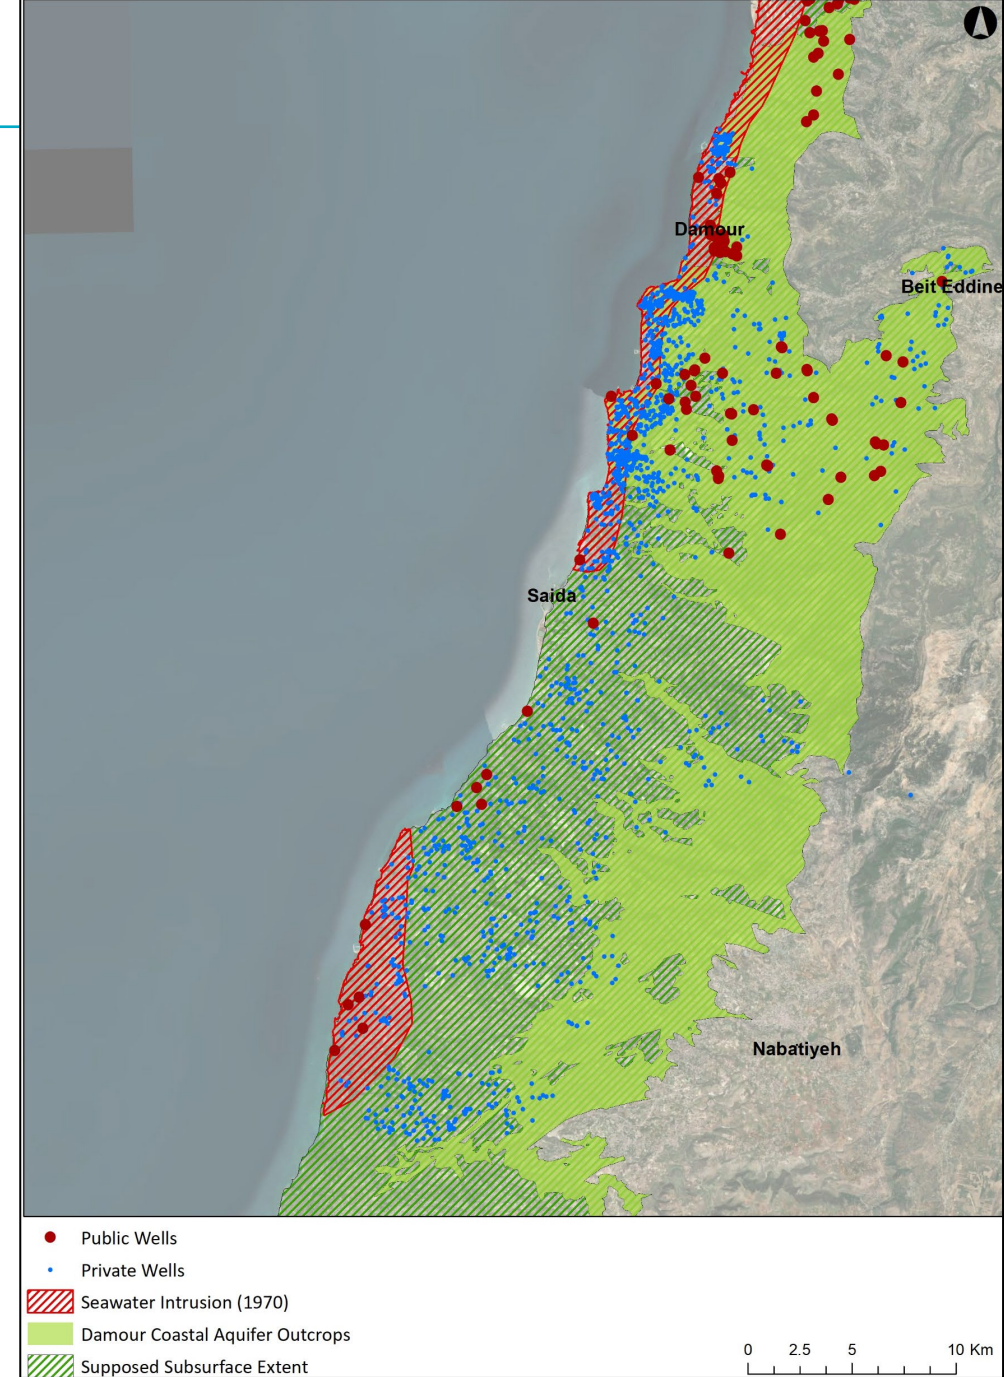 Damour
Beit Eddine
Saida
Nabatiyeh
Public Wells
Private Wells
Seawater Intrusion (1970)
Damour Coastal Aquifer Outcrops
Supposed Subsurface Extent
0 2.5 5 10 Km